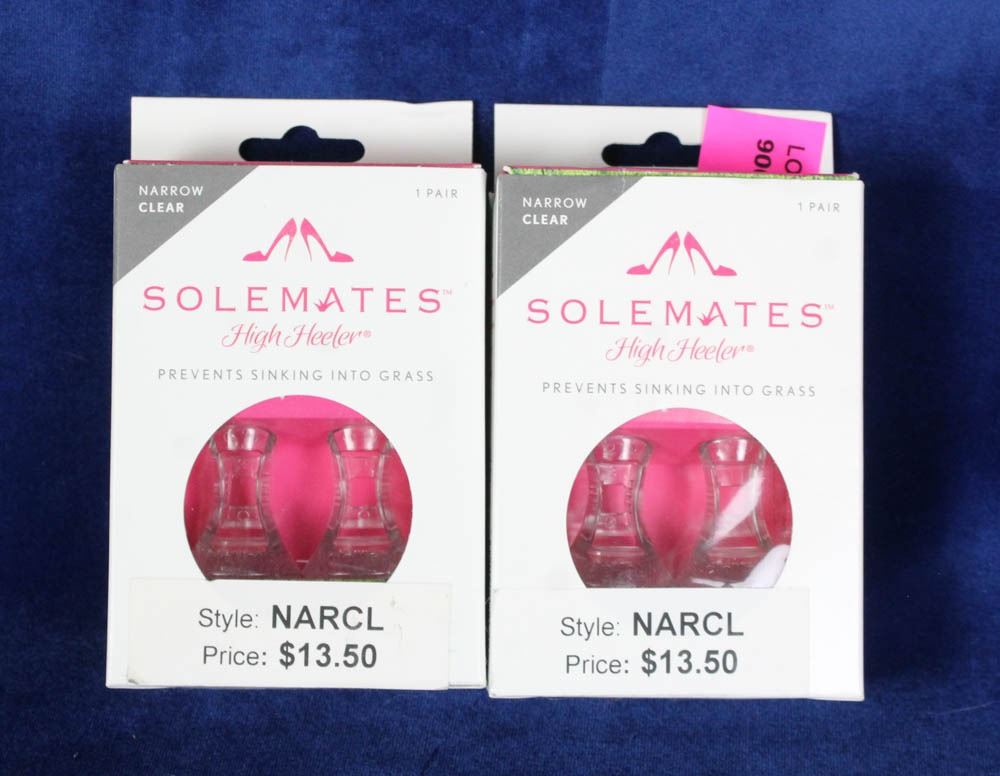 NARROW
CLEAR
1 PAIR
SOLEMATES™
High Heeler®
PREVENTS SINKING INTO GRASS
Style: NARCL
Price: $13.50
NARROW
CLEAR
1 PAIR
SOLEMATES™
High Heeler®
PREVENTS SINKING INTO GRASS
Style: NARCL
Price: $13.50